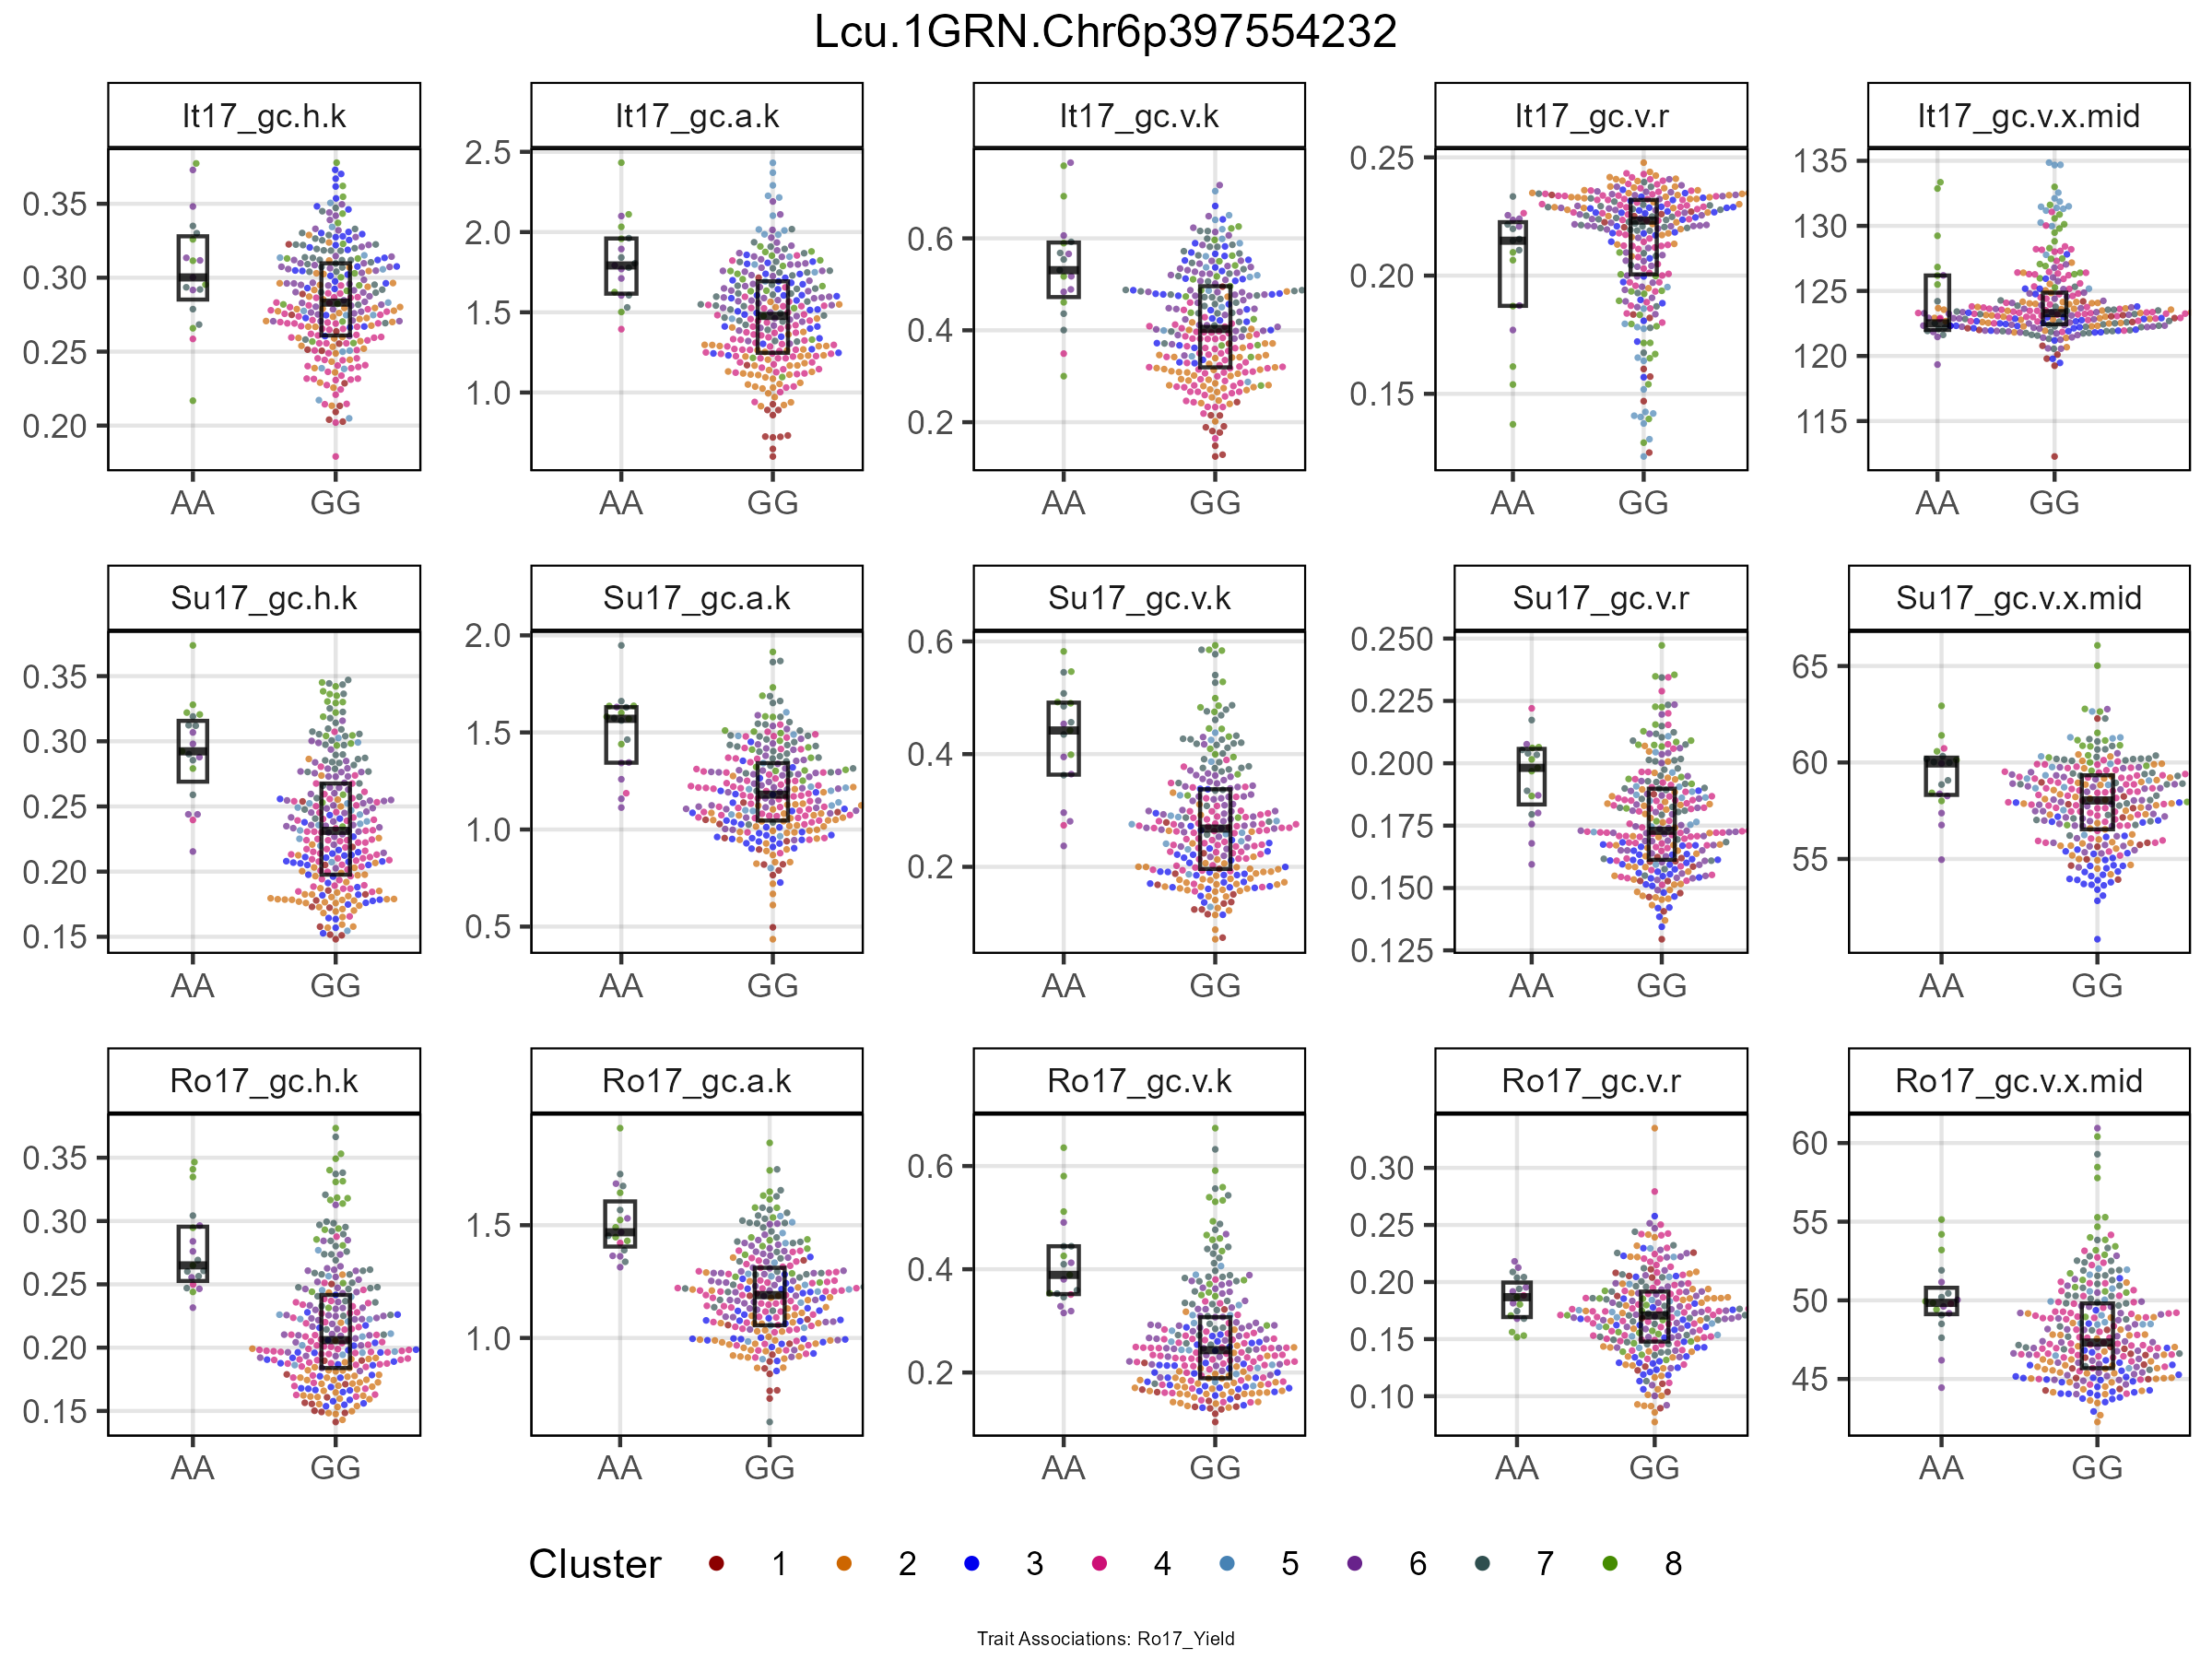 Lcu.1GRN.Chr6p397554232
It17_gc.h.k It17_gc.a.k It17_gc.v.k It17_gc.v.r It17_gc.v.x.mid
0.35 0.30 0.25 0.20
2.5 2.0 1.5 1.0
0.6 0.4 0.2
0.25 0.20 0.15
135 130 125 120 115
AA GG AA GG AA GG AA GG AA GG
Su17_gc.h.k Su17_gc.a.k Su17_gc.v.k Su17_gc.v.r Su17_gc.v.x.mid
0.35 0.30 0.25 0.20 0.15
2.0 1.5 1.0 0.5
0.6 0.4 0.2
0.250 0.225 0.200 0.175 0.150 0.125
65 60 55
AA GG AA GG AA GG AA GG AA GG
Ro17_gc.h.k Ro17_gc.a.k Ro17_gc.v.k Ro17_gc.v.r Ro17_gc.v.x.mid
0.35 0.30 0.25 0.20 0.15
1.5 1.0
0.6 0.4 0.2
0.30 0.25 0.20 0.15 0.10
60 55 50 45
AA GG AA GG AA GG AA GG AA GG
Cluster 1 2 3 4 5 6 7 8
Trait Associations: Ro17_Yield